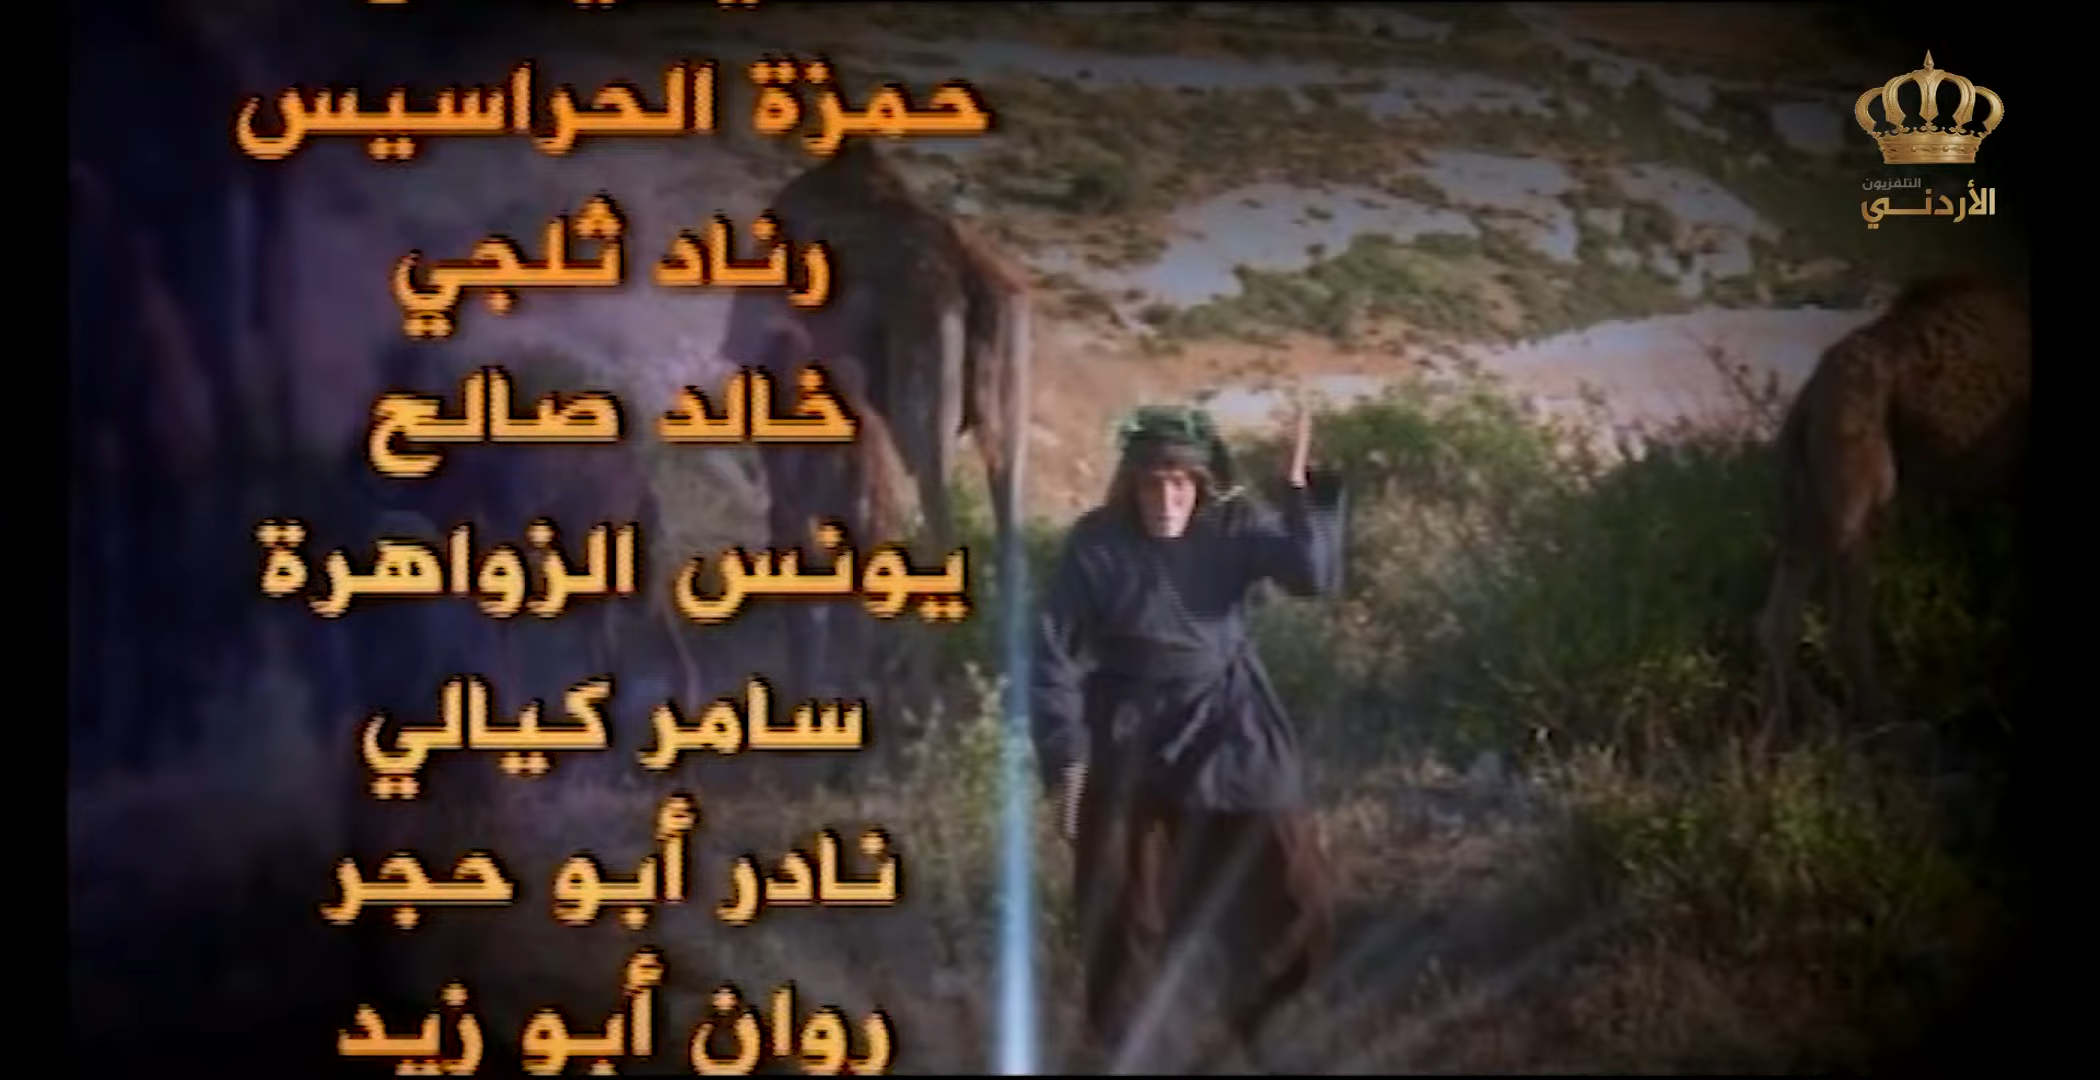 حمزة الحراسيس
التلفزيون
الأردني
رناد ثلجي
خالد صالح
يونس الزواهرة
سامر كيالي
نادر أبو حجر
روان أبو زيد